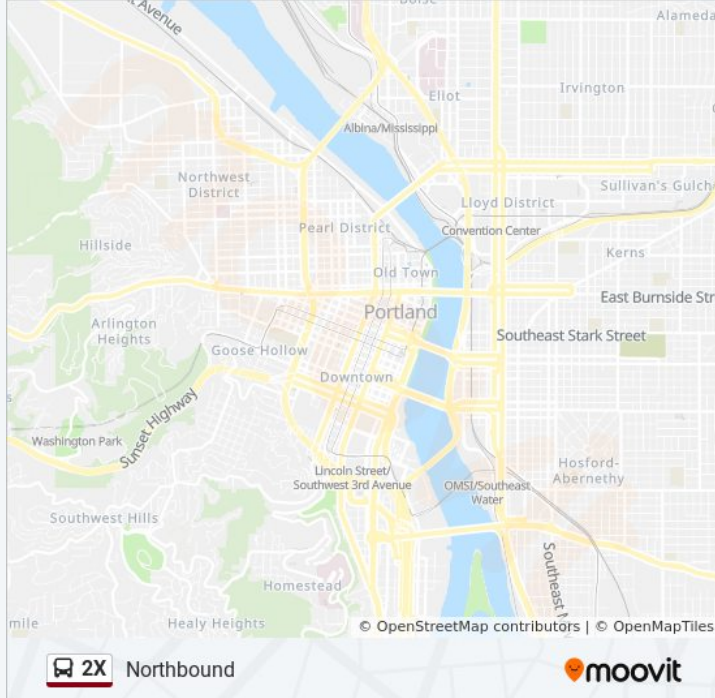 Avenue
Alameda
Irvington
Eliot
Albina/Mississippi
Northwest
District
Sullivan's Gulch
Lloyd District
Pearl District
Convention Center
Hillside
Kerns
Old Town
East Burnside Str
Portland
Arlington
Heights
Southeast Stark Street
Goose Hollow
Downtown
Sunset Highway
Washington Park
Lincoln Street/
Southwest 3rd Avenue
Hosford-
Abernethy
OMSI/Southeast
Water
Southwest Hills
Southeast
Homestead
mile
Healy Heights
© OpenStreetMap contributors | © OpenMapTiles
2X Northbound
moovit